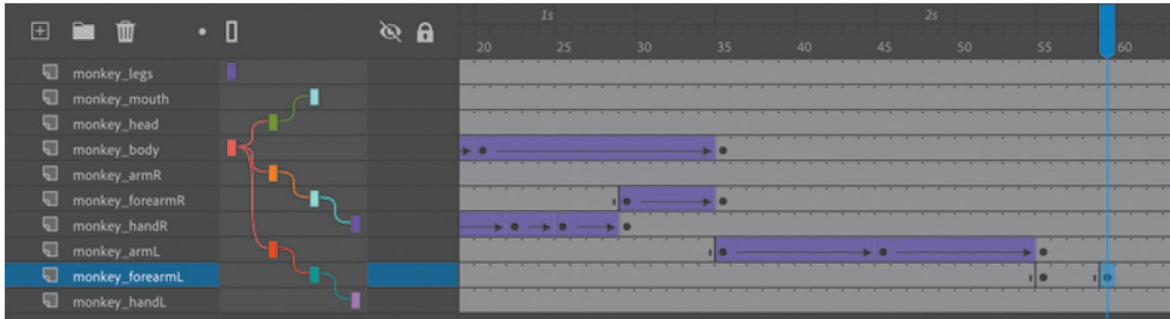 1s 2s
20 25 30 35 40 45 50 55 60
monkey_legs
monkey_mouth
monkey_head
monkey_body
monkey_armR
monkey_forearmR
monkey_handR
monkey_armL
monkey_forearmL
monkey_handL